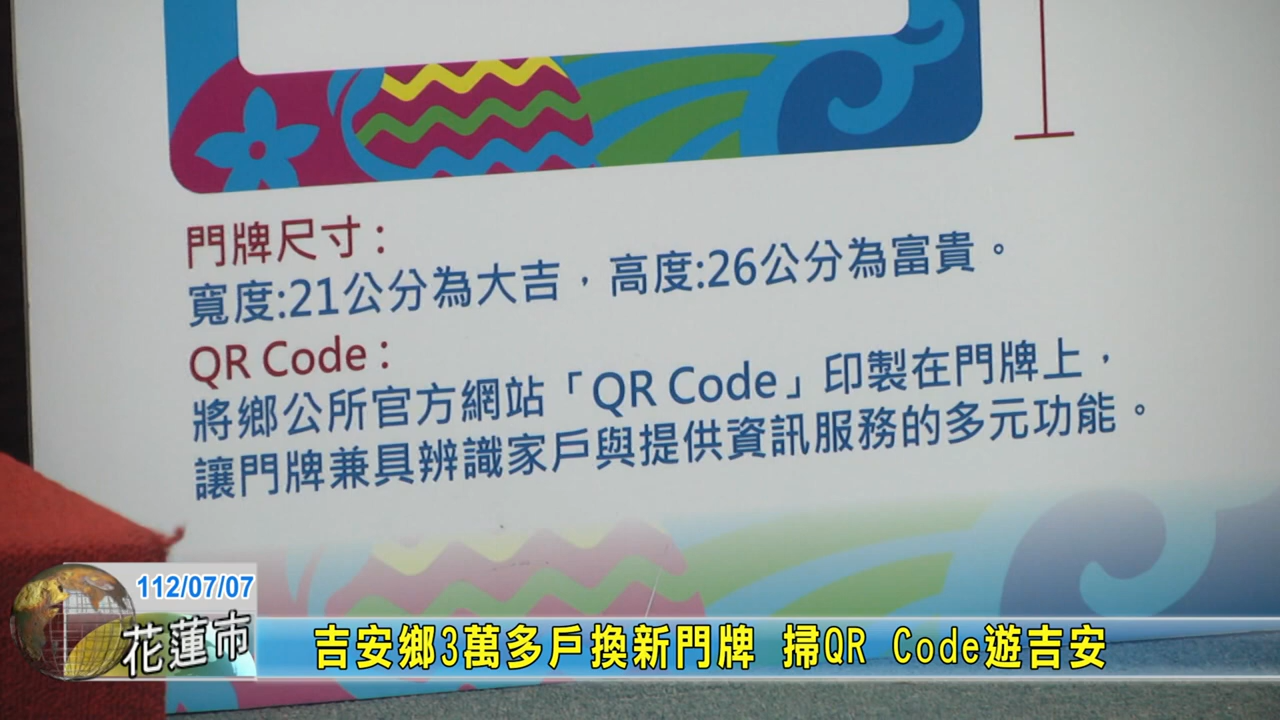 門牌尺寸：
寬度:21公分為大吉，高度:26公分為富貴。
QR Code：
將鄉公所官方網站「QR Code」印製在門牌上，
讓門牌兼具辨識家戶與提供資訊服務的多元功能。
112/07/07
花蓮市
吉安鄉3萬多戶換新門牌 掃QR Code遊吉安